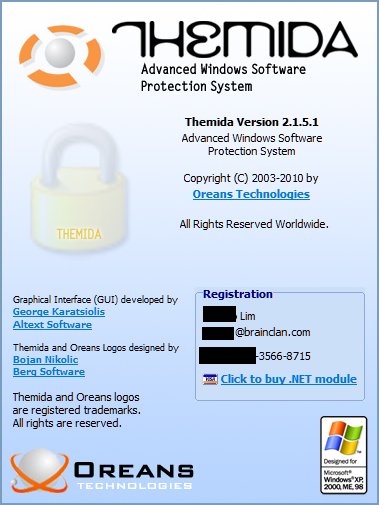 THEMIDA
Advanced Windows Software
Protection System
Themida Version 2.1.5.1
Advanced Windows Software
Protection System
Copyright (C) 2003-2010 by
Oreans Technologies
All Rights Reserved Worldwide.
THEMIDA
Graphical Interface (GUI) developed by
George Karatsiolis
Altext Software
Themida and Oreans Logos designed by
Bojan Nikolic
Berg Software
Themida and Oreans logos
are registered trademarks.
All rights are reserved.
Registration
Lim
@brainclan.com
-3566-8715
VISA Click to buy .NET module
OREANS
TECHNOLOGIES
Designed for
Microsoft
Windows XP,
2000, ME, 98